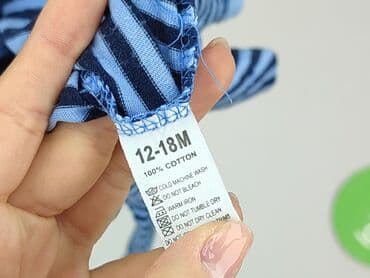 12-18M
100% COTTON
COLD MACHINE WASH
DO NOT BLEACH
WARM IRON
DO NOT TUMBLE DRY
DO NOT DRY CLEAN